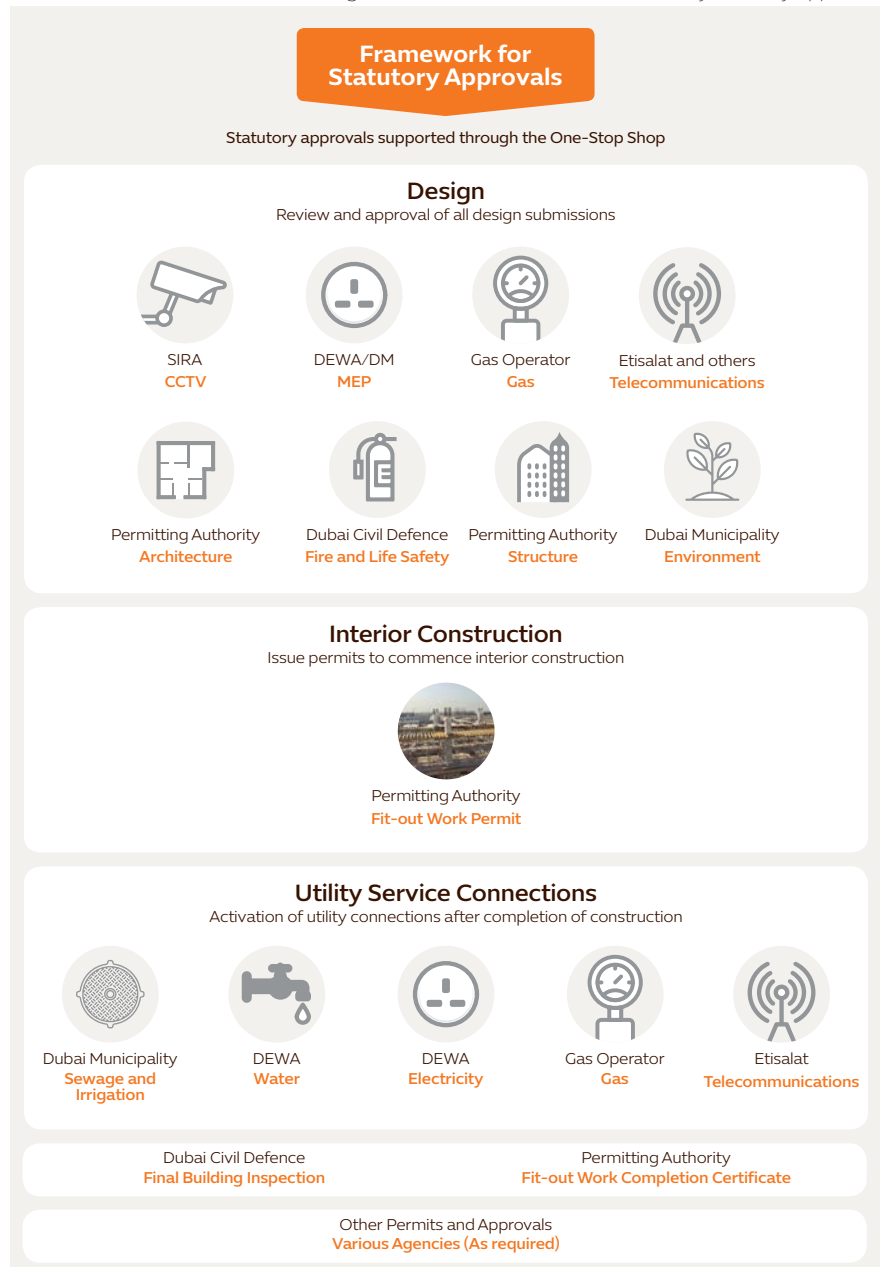 Framework for
Statutory Approvals
Statutory approvals supported through the One-Stop Shop
Design
Review and approval of all design submissions
SIRA
CCTV
DEWA/DM
MEP
Gas Operator
Gas
Etisalat and others
Telecommunications
Permitting Authority
Architecture
Dubai Civil Defence
Fire and Life Safety
Permitting Authority
Structure
Dubai Municipality
Environment
Interior Construction
Issue permits to commence interior construction
Permitting Authority
Fit-out Work Permit
Utility Service Connections
Activation of utility connections after completion of construction
Dubai Municipality
Sewage and
Irrigation
DEWA
Water
DEWA
Electricity
Gas Operator
Gas
Etisalat
Telecommunications
Dubai Civil Defence
Final Building Inspection
Permitting Authority
Fit-out Work Completion Certificate
Other Permits and Approvals
Various Agencies (As required)